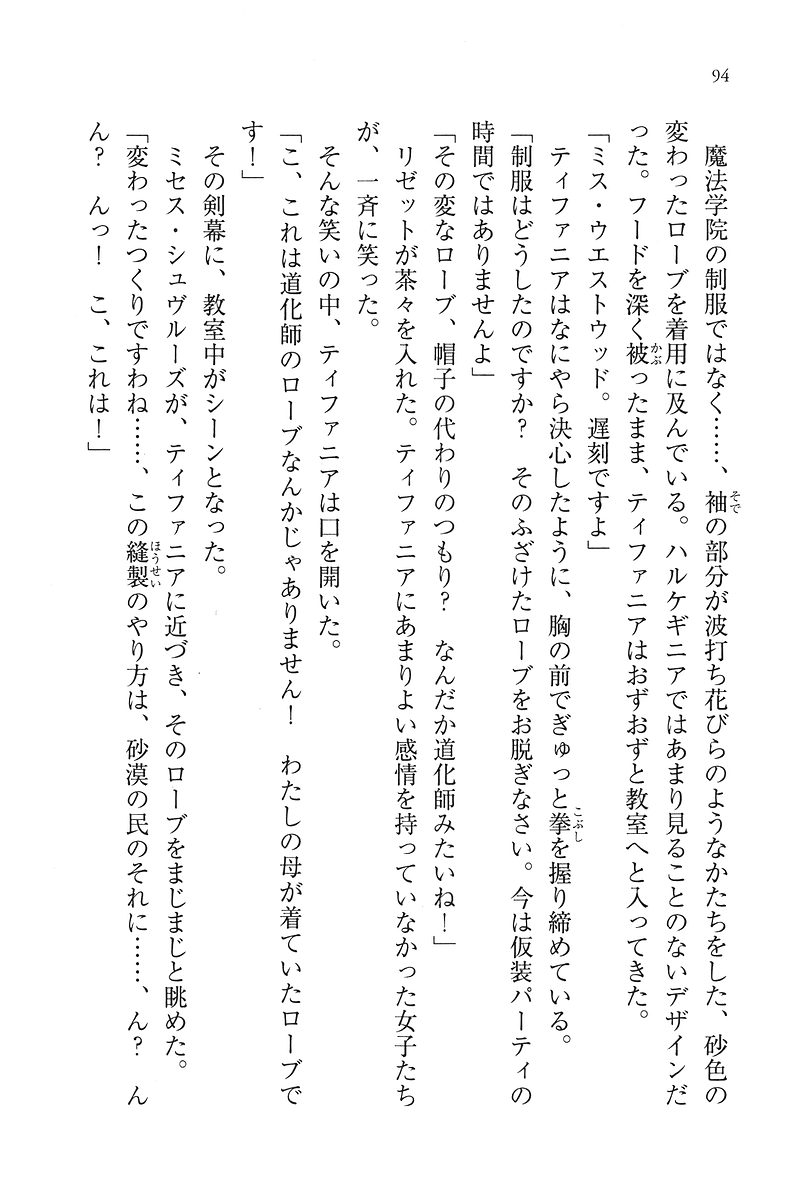 94
魔法学院の制服ではなく……、袖の部分が波打ち花びらのようなかたちをした、砂色の
変わったローブを着用に及んでいる。ハルケギニアではあまり見ることのないデザインだ
った。フードを深く被ったまま、ティファニアはおずおずと教室へと入ってきた。
「ミス・ウエストウッド。遅刻ですよ」
ティファニアはなにやら決心したように、胸の前でぎゅっと拳を握り締めている。
「制服はどうしたのですか？　そのふざけたローブをお脱ぎなさい。今は仮装パーティの
時間ではありませんよ」
「その変なローブ、帽子の代わりのつもり？　なんだか道化師みたいね！」
リゼットが茶々を入れた。ティファニアにあまりよい感情を持っていなかった女子たち
が、一斉に笑った。
そんな笑いの中、ティファニアは口を開いた。
「こ、これは道化師のローブなんかじゃありません！　わたしの母が着ていたローブで
す！」
その剣幕に、教室中がシーンとなった。
ミセス・シュヴルーズが、ティファニアに近づき、そのローブをまじまじと眺めた。
「変わったつくりですわね……、この縫製のやり方は、砂漠の民のそれに……、ん？　ん
ん？　んっ！　こ、これは！」